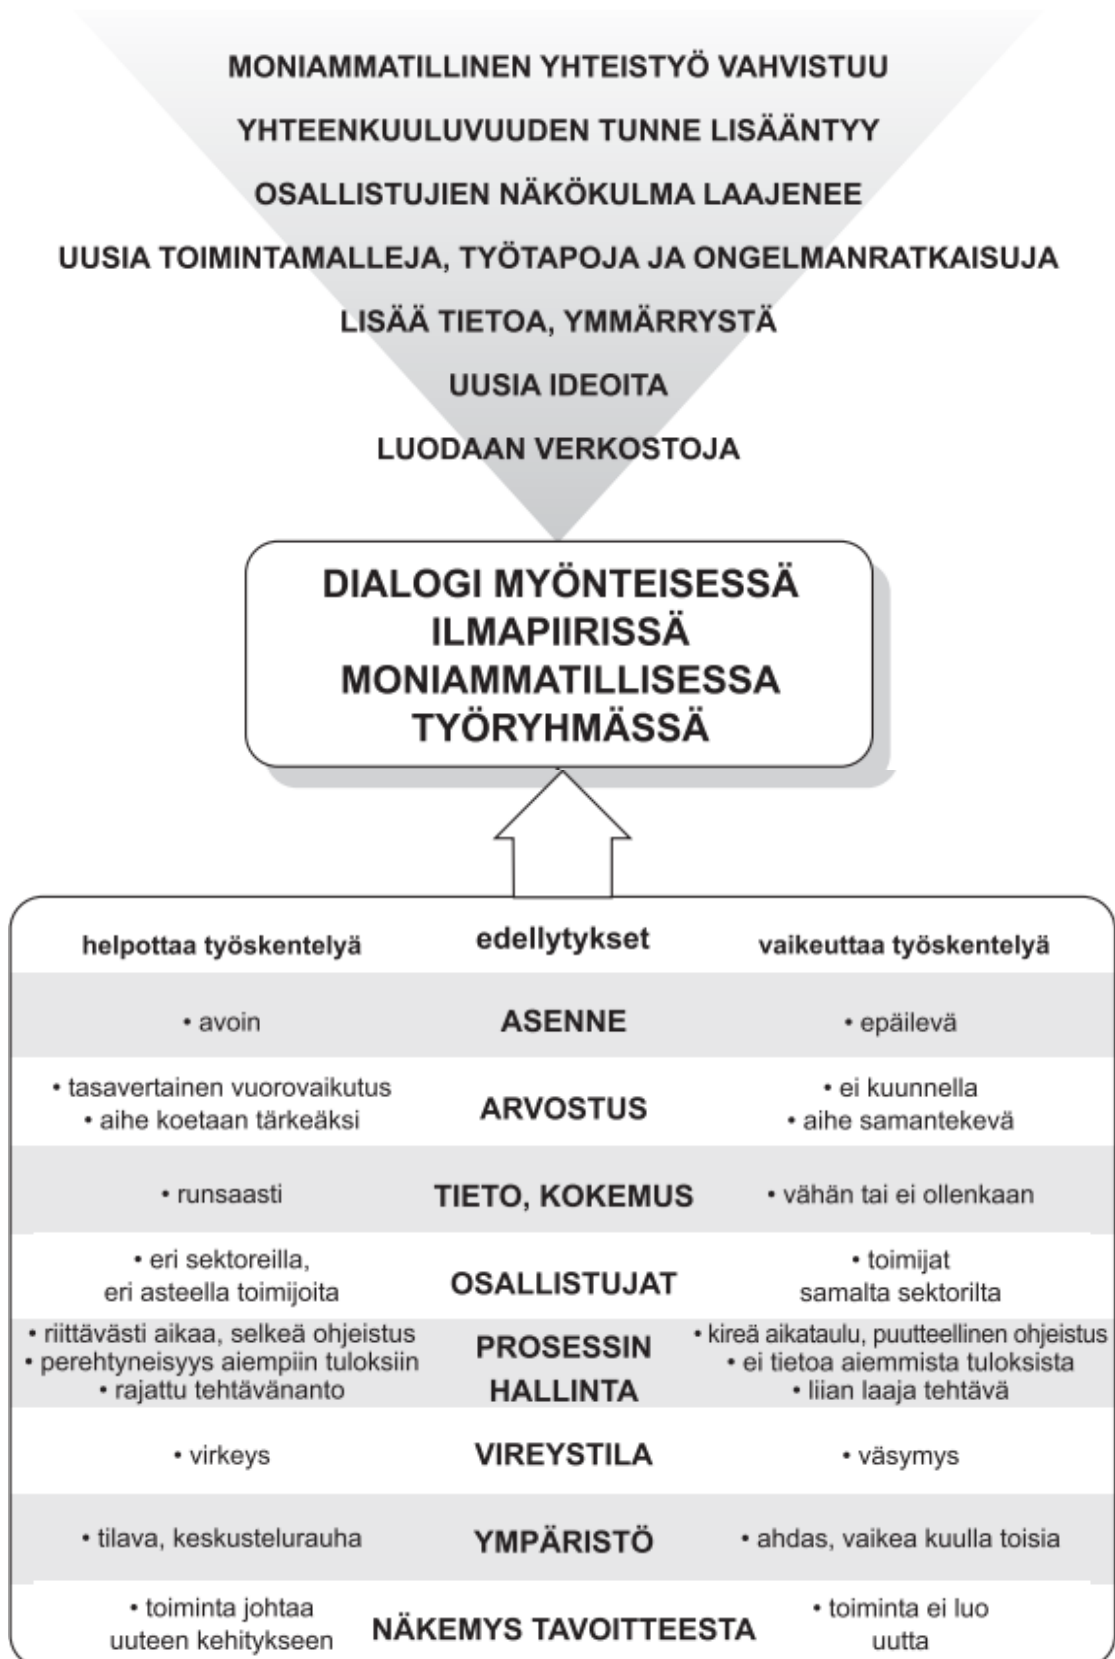 MONIAMMATILLINEN YHTEISTYÖ VAHVISTUU
YHTEENKUULUVUUDEN TUNNE LISÄÄNTYY
OSALLISTUJIEN NÄKÖKULMA LAAJENEE
UUSIA TOIMINTAMALLEJA, TYÖTAPOJA JA ONGELMANRATKAISUJA
LISÄÄ TIETOA, YMMÄRRYSTÄ
UUSIA IDEOITA
LUODAAN VERKOSTOJA
DIALOGI MYÖNTEISESSÄ
ILMAPIIRISSÄ
MONIAMMATILLISESSA
TYÖRYHMÄSSÄ
helpottaa työskentelyä
edellytykset
vaikeuttaa työskentelyä
• avoin
ASENNE
• epäilevä
• tasavertainen vuorovaikutus
• aihe koetaan tärkeäksi
ARVOSTUS
• ei kuunnella
• aihe samantekevä
• runsaasti
TIETO, KOKEMUS
• vähän tai ei ollenkaan
• eri sektoreilla,
eri asteella toimijoita
OSALLISTUJAT
• toimijat
samalta sektorilta
• riittävästi aikaa, selkeä ohjeistus
• perehtyneisyys aiempiin tuloksiin
• rajattu tehtävänanto
PROSESSIN
HALLINTA
• kireä aikataulu, puutteellinen ohjeistus
• ei tietoa aiemmista tuloksista
• liian laaja tehtävä
• virkeys
VIREYSTILA
• väsymys
• tilava, keskustelurauha
YMPÄRISTÖ
• ahdas, vaikea kuulla toisia
• toiminta johtaa
uuteen kehitykseen
NÄKEMYS TAVOITTEESTA
• toiminta ei luo
uutta